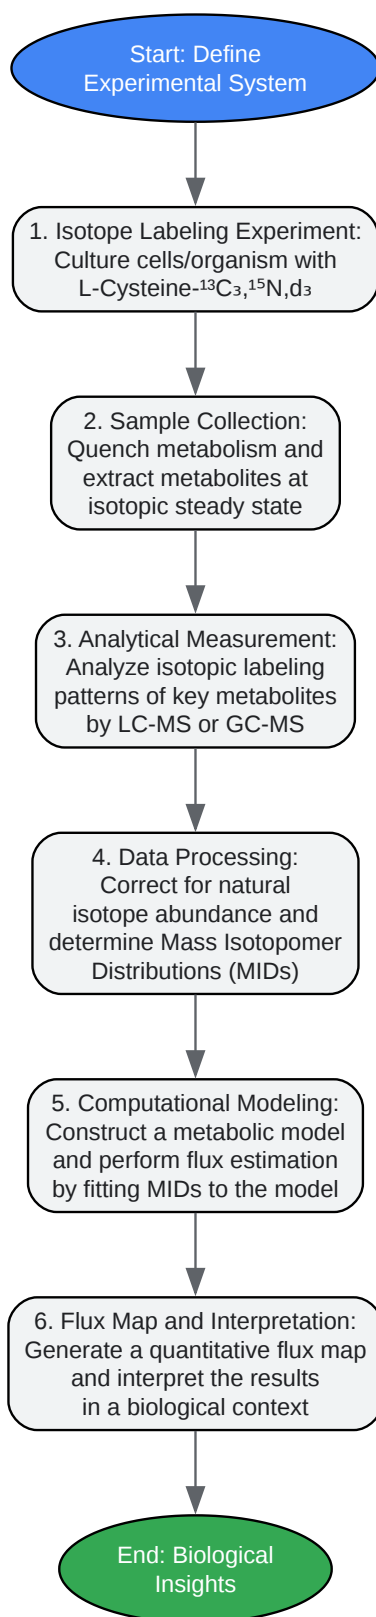 Start: Define
Experimental System
1. Isotope Labeling Experiment:
Culture cells/organism with
L-Cysteine-¹³C₃,¹⁵N,d₃
2. Sample Collection:
Quench metabolism and
extract metabolites at
isotopic steady state
3. Analytical Measurement:
Analyze isotopic labeling
patterns of key metabolites
by LC-MS or GC-MS
4. Data Processing:
Correct for natural
isotope abundance and
determine Mass Isotopomer
Distributions (MIDs)
5. Computational Modeling:
Construct a metabolic model
and perform flux estimation
by fitting MIDs to the model
6. Flux Map and Interpretation:
Generate a quantitative flux map
and interpret the results
in a biological context
End: Biological
Insights